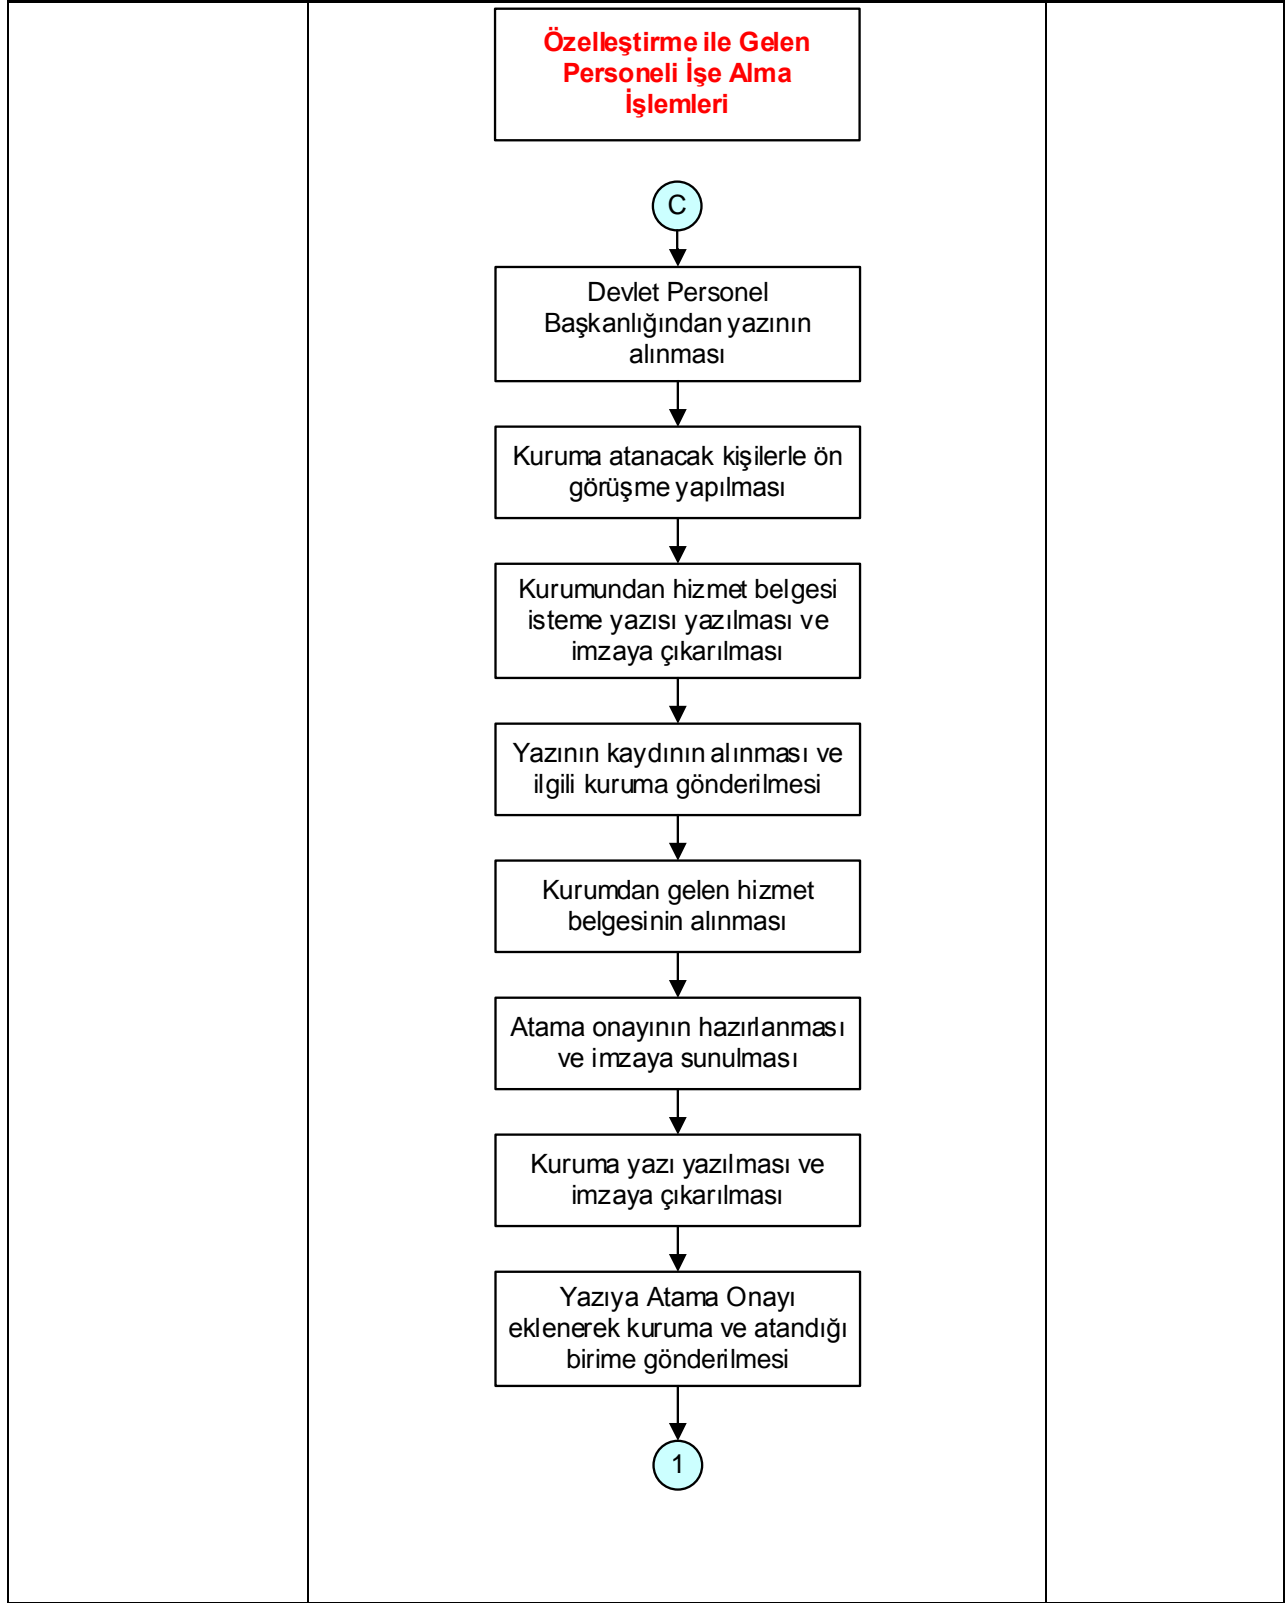 Özelleştirme ile Gelen
Personeli İşe Alma
İşlemleri
C
Devlet Personel
Başkanlığından yazının
alınması
Kuruma atanacak kişilerle ön
görüşme yapılması
Kurumundan hizmet belgesi
isteme yazısı yazılması ve
imzaya çıkarılması
Yazının kaydının alınması ve
ilgili kuruma gönderilmesi
Kurumdan gelen hizmet
belgesinin alınması
Atama onayının hazırlanması
ve imzaya sunulması
Kuruma yazı yazılması ve
imzaya çıkarılması
Yazıya Atama Onayı
eklenerek kuruma ve atandığı
birime gönderilmesi
1